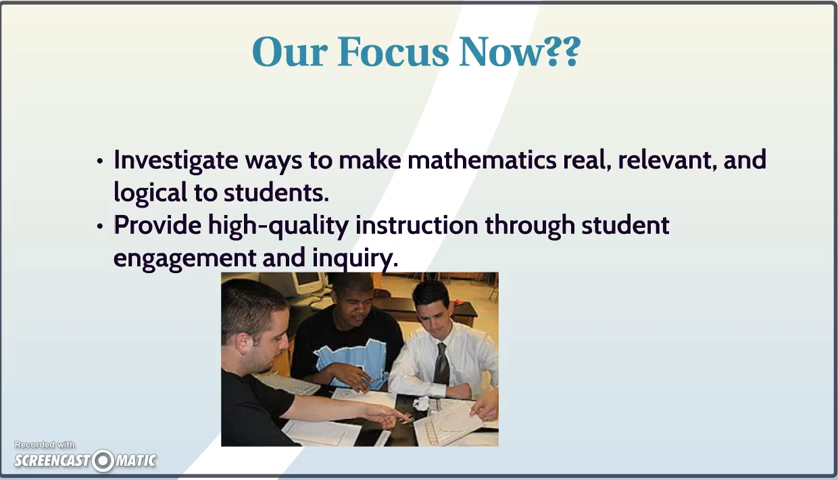 Our Focus Now??
• Investigate ways to make mathematics real, relevant, and
logical to students.
• Provide high-quality instruction through student
engagement and inquiry.
Recorded with
SCREENCAST-O-MATIC